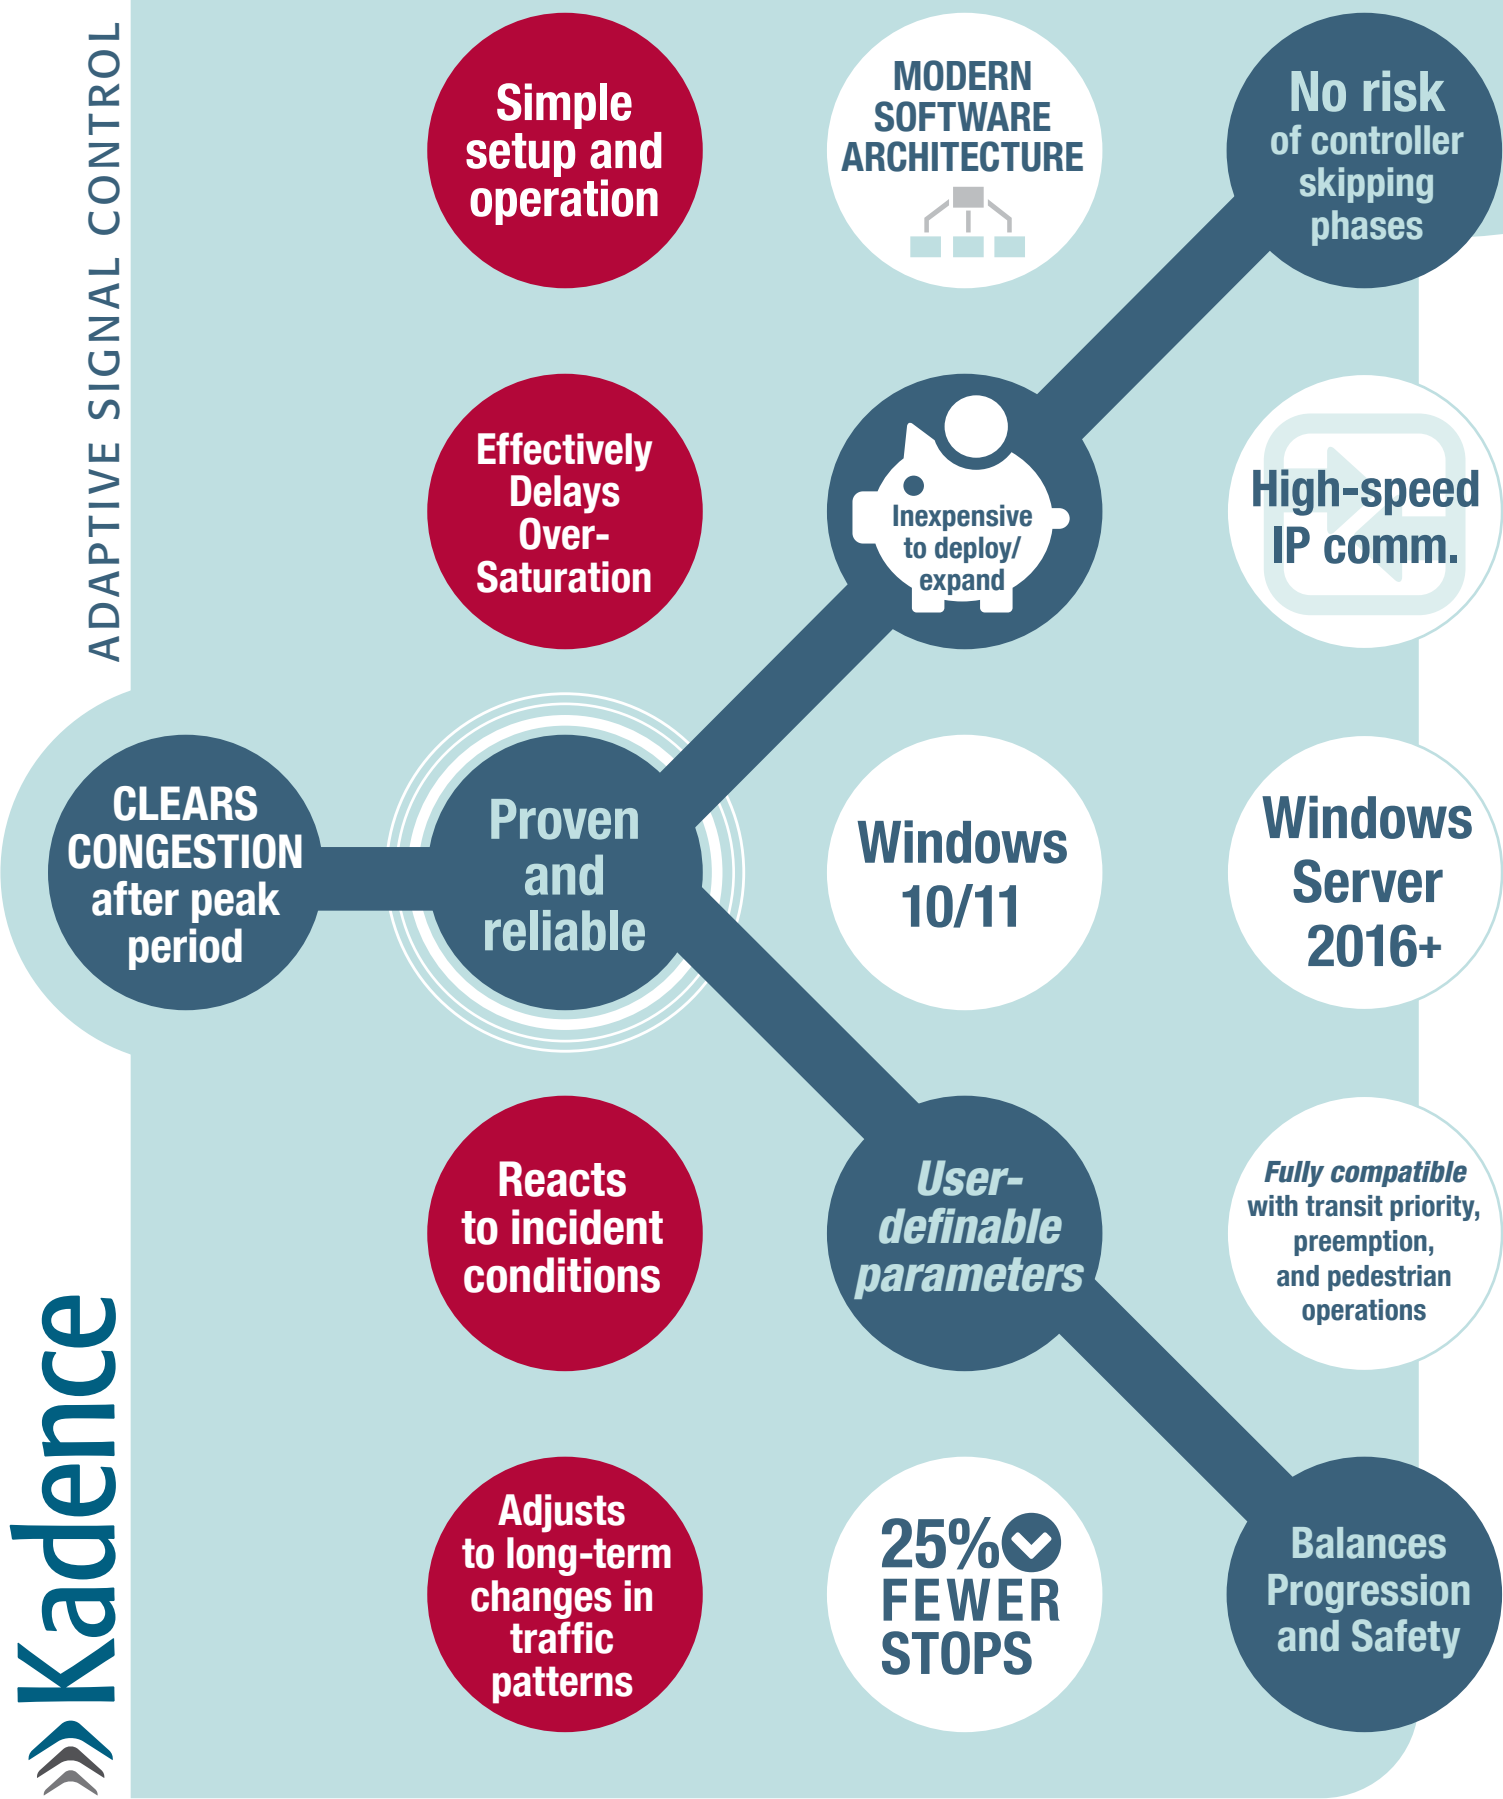 ADAPTIVE SIGNAL CONTROL
Simple
setup and
operation
MODERN
SOFTWARE
ARCHITECTURE
No risk
of controller
skipping
phases
Effectively
Delays
Over-
Saturation
Inexpensive
to deploy/
expand
High-speed
IP comm.
CLEARS
CONGESTION
after peak
period
Proven
and
reliable
Windows
10/11
Windows
Server
2016+
Reacts
to incident
conditions
User-
definable
parameters
Fully compatible
with transit priority,
preemption,
and pedestrian
operations
Adjusts
to long-term
changes in
traffic
patterns
25%
FEWER
STOPS
Balances
Progression
and Safety
Kadence